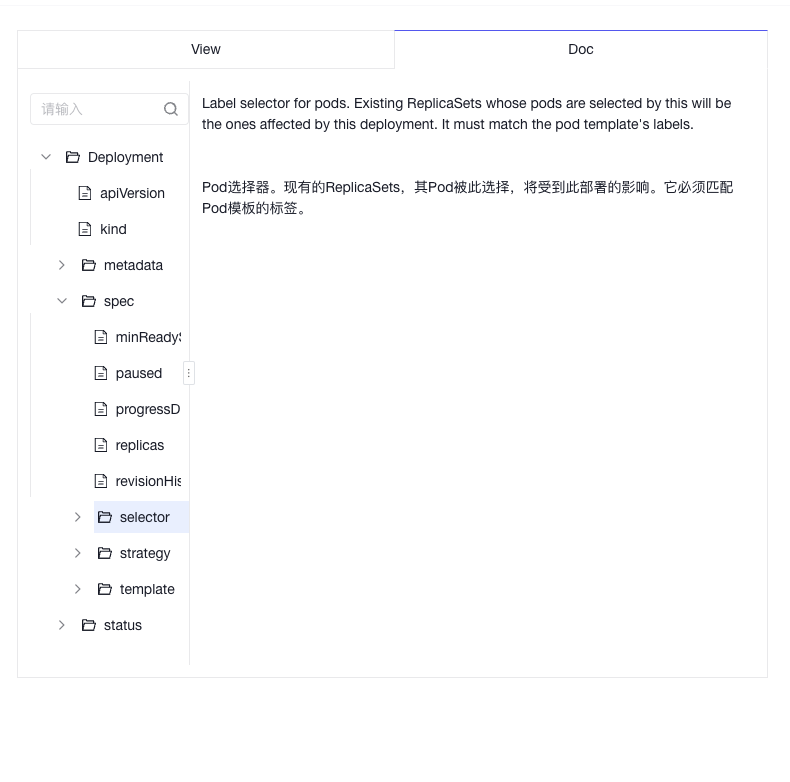 View
Doc
请输入
Deployment
apiVersion
kind
metadata
spec
minReady
paused
progressD
replicas
revisionHis
selector
strategy
template
status
Label selector for pods. Existing ReplicaSets whose pods are selected by this will be
the ones affected by this deployment. It must match the pod template's labels.
Pod选择器。现有的ReplicaSets，其Pod被此选择，将受到此部署的影响。它必须匹配
Pod模板的标签。